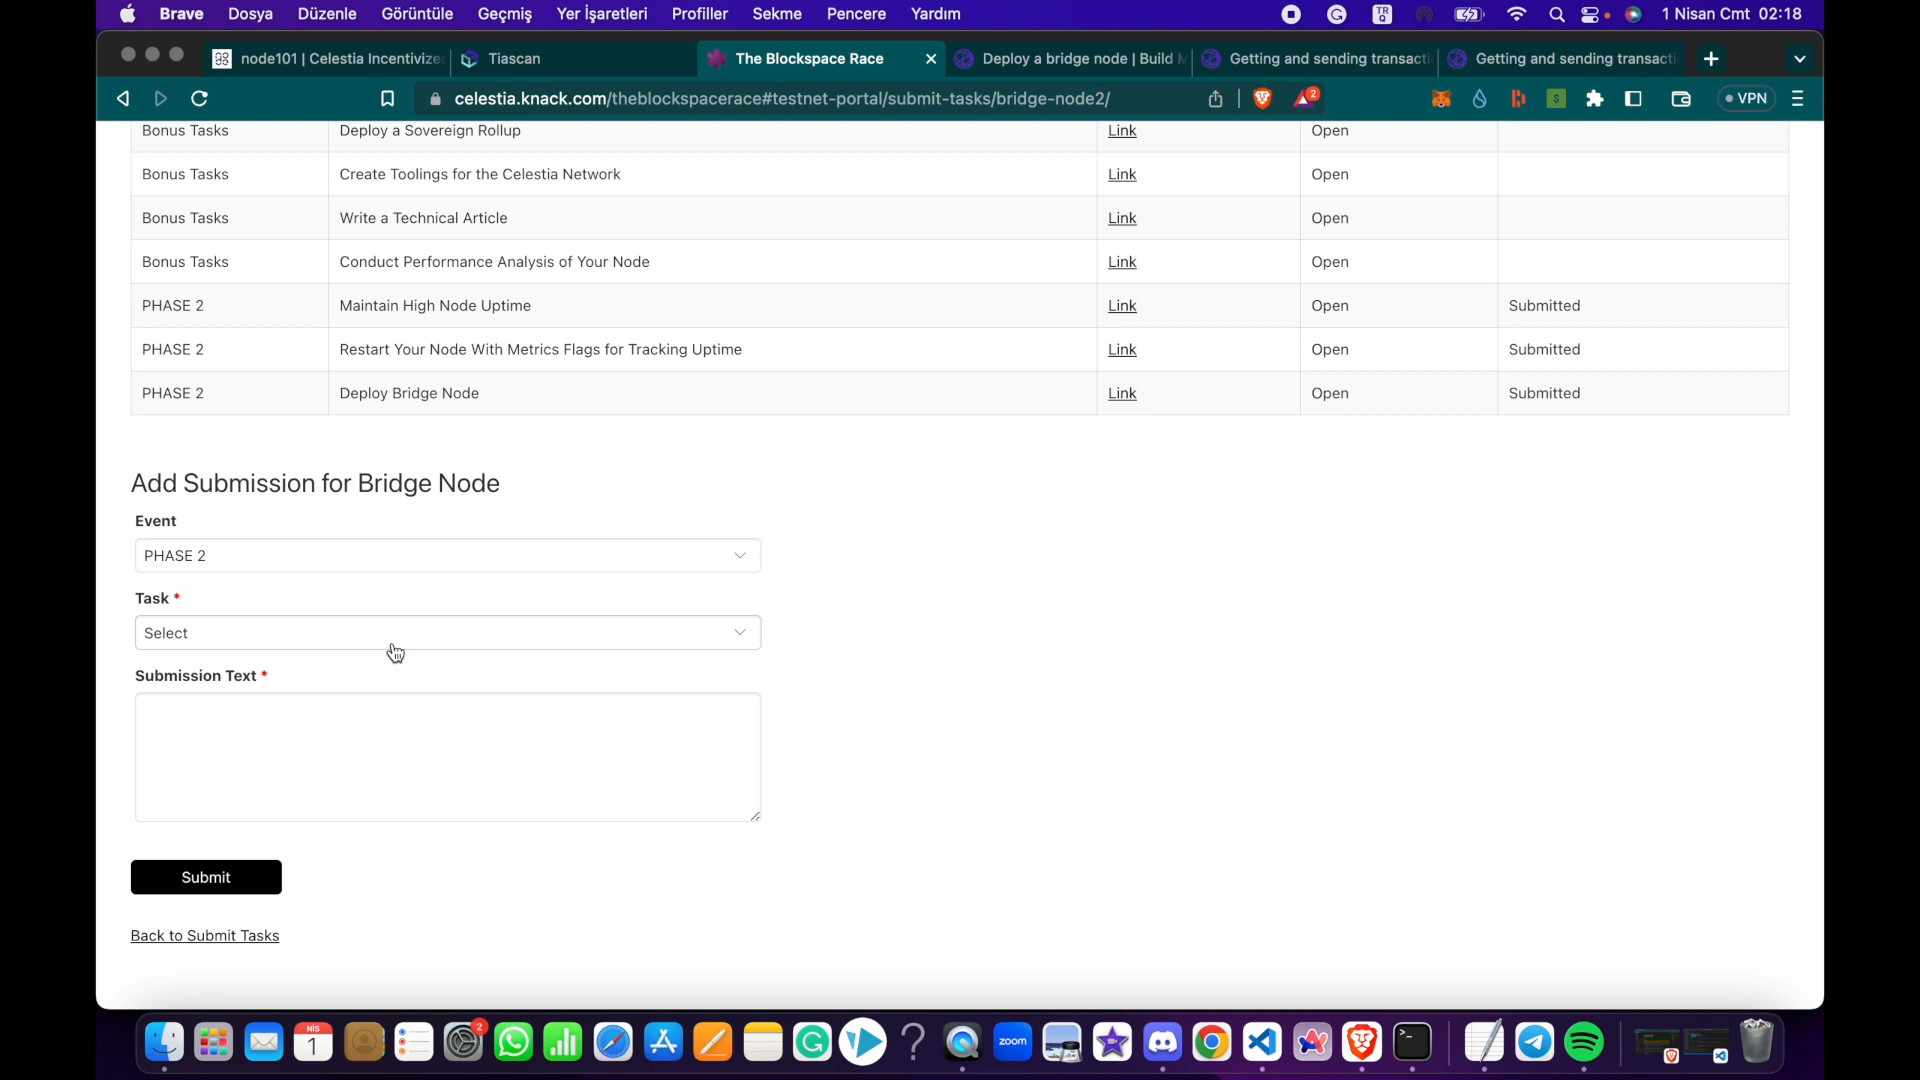 Brave Dosya Düzenle Görüntüle Geçmiş Yer İşaretleri Profiller Sekme Pencere Yardım TR Q 1 Nisan Cmt 02:18
node101 | Celestia Incentivize Tiascan The Blockspace Race Deploy a bridge node | Build M Getting and sending transacti Getting and sending transacti
celestia.knack.com/theblockspacerace#testnet-portal/submit-tasks/bridge-node2/ 2 VPN
Bonus Tasks Deploy a Sovereign Rollup Link Open
Bonus Tasks Create Toolings for the Celestia Network Link Open
Bonus Tasks Write a Technical Article Link Open
Bonus Tasks Conduct Performance Analysis of Your Node Link Open
PHASE 2 Maintain High Node Uptime Link Open Submitted
PHASE 2 Restart Your Node With Metrics Flags for Tracking Uptime Link Open Submitted
PHASE 2 Deploy Bridge Node Link Open Submitted
Add Submission for Bridge Node
Event
PHASE 2
Task *
Select
Submission Text *
Submit
Back to Submit Tasks
NİS
1
2
zoom